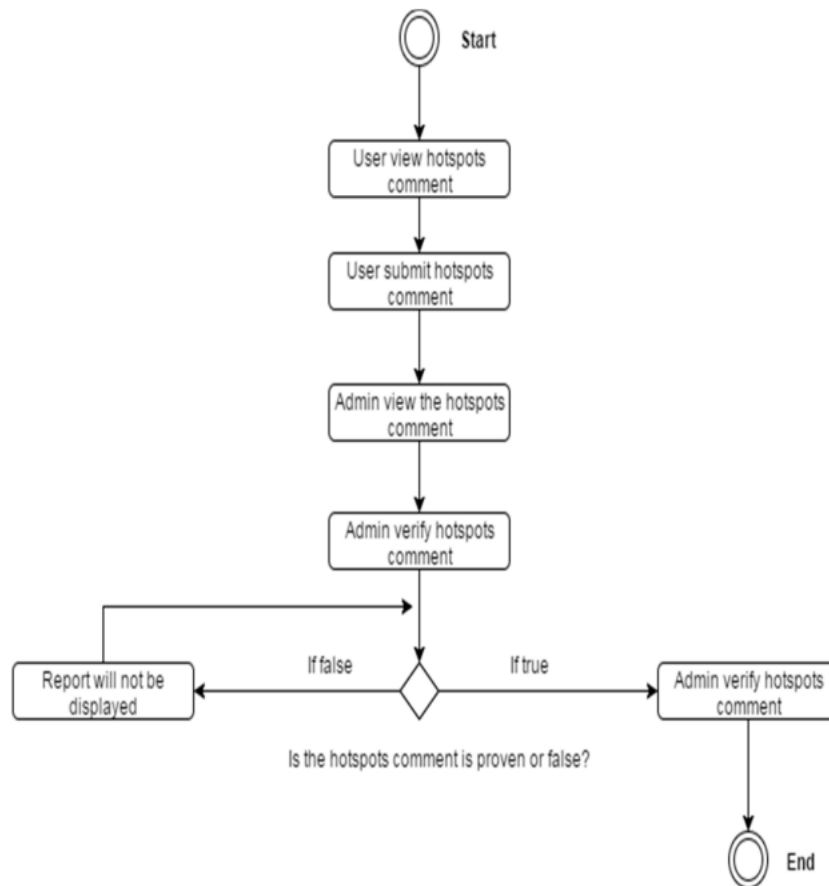 Start
User view hotspots
comment
User submit hotspots
comment
Admin view the hotspots
comment
Admin verify hotspots
comment
If false
If true
Report will not be
displayed
Admin verify hotspots
comment
Is the hotspots comment is proven or false?
End